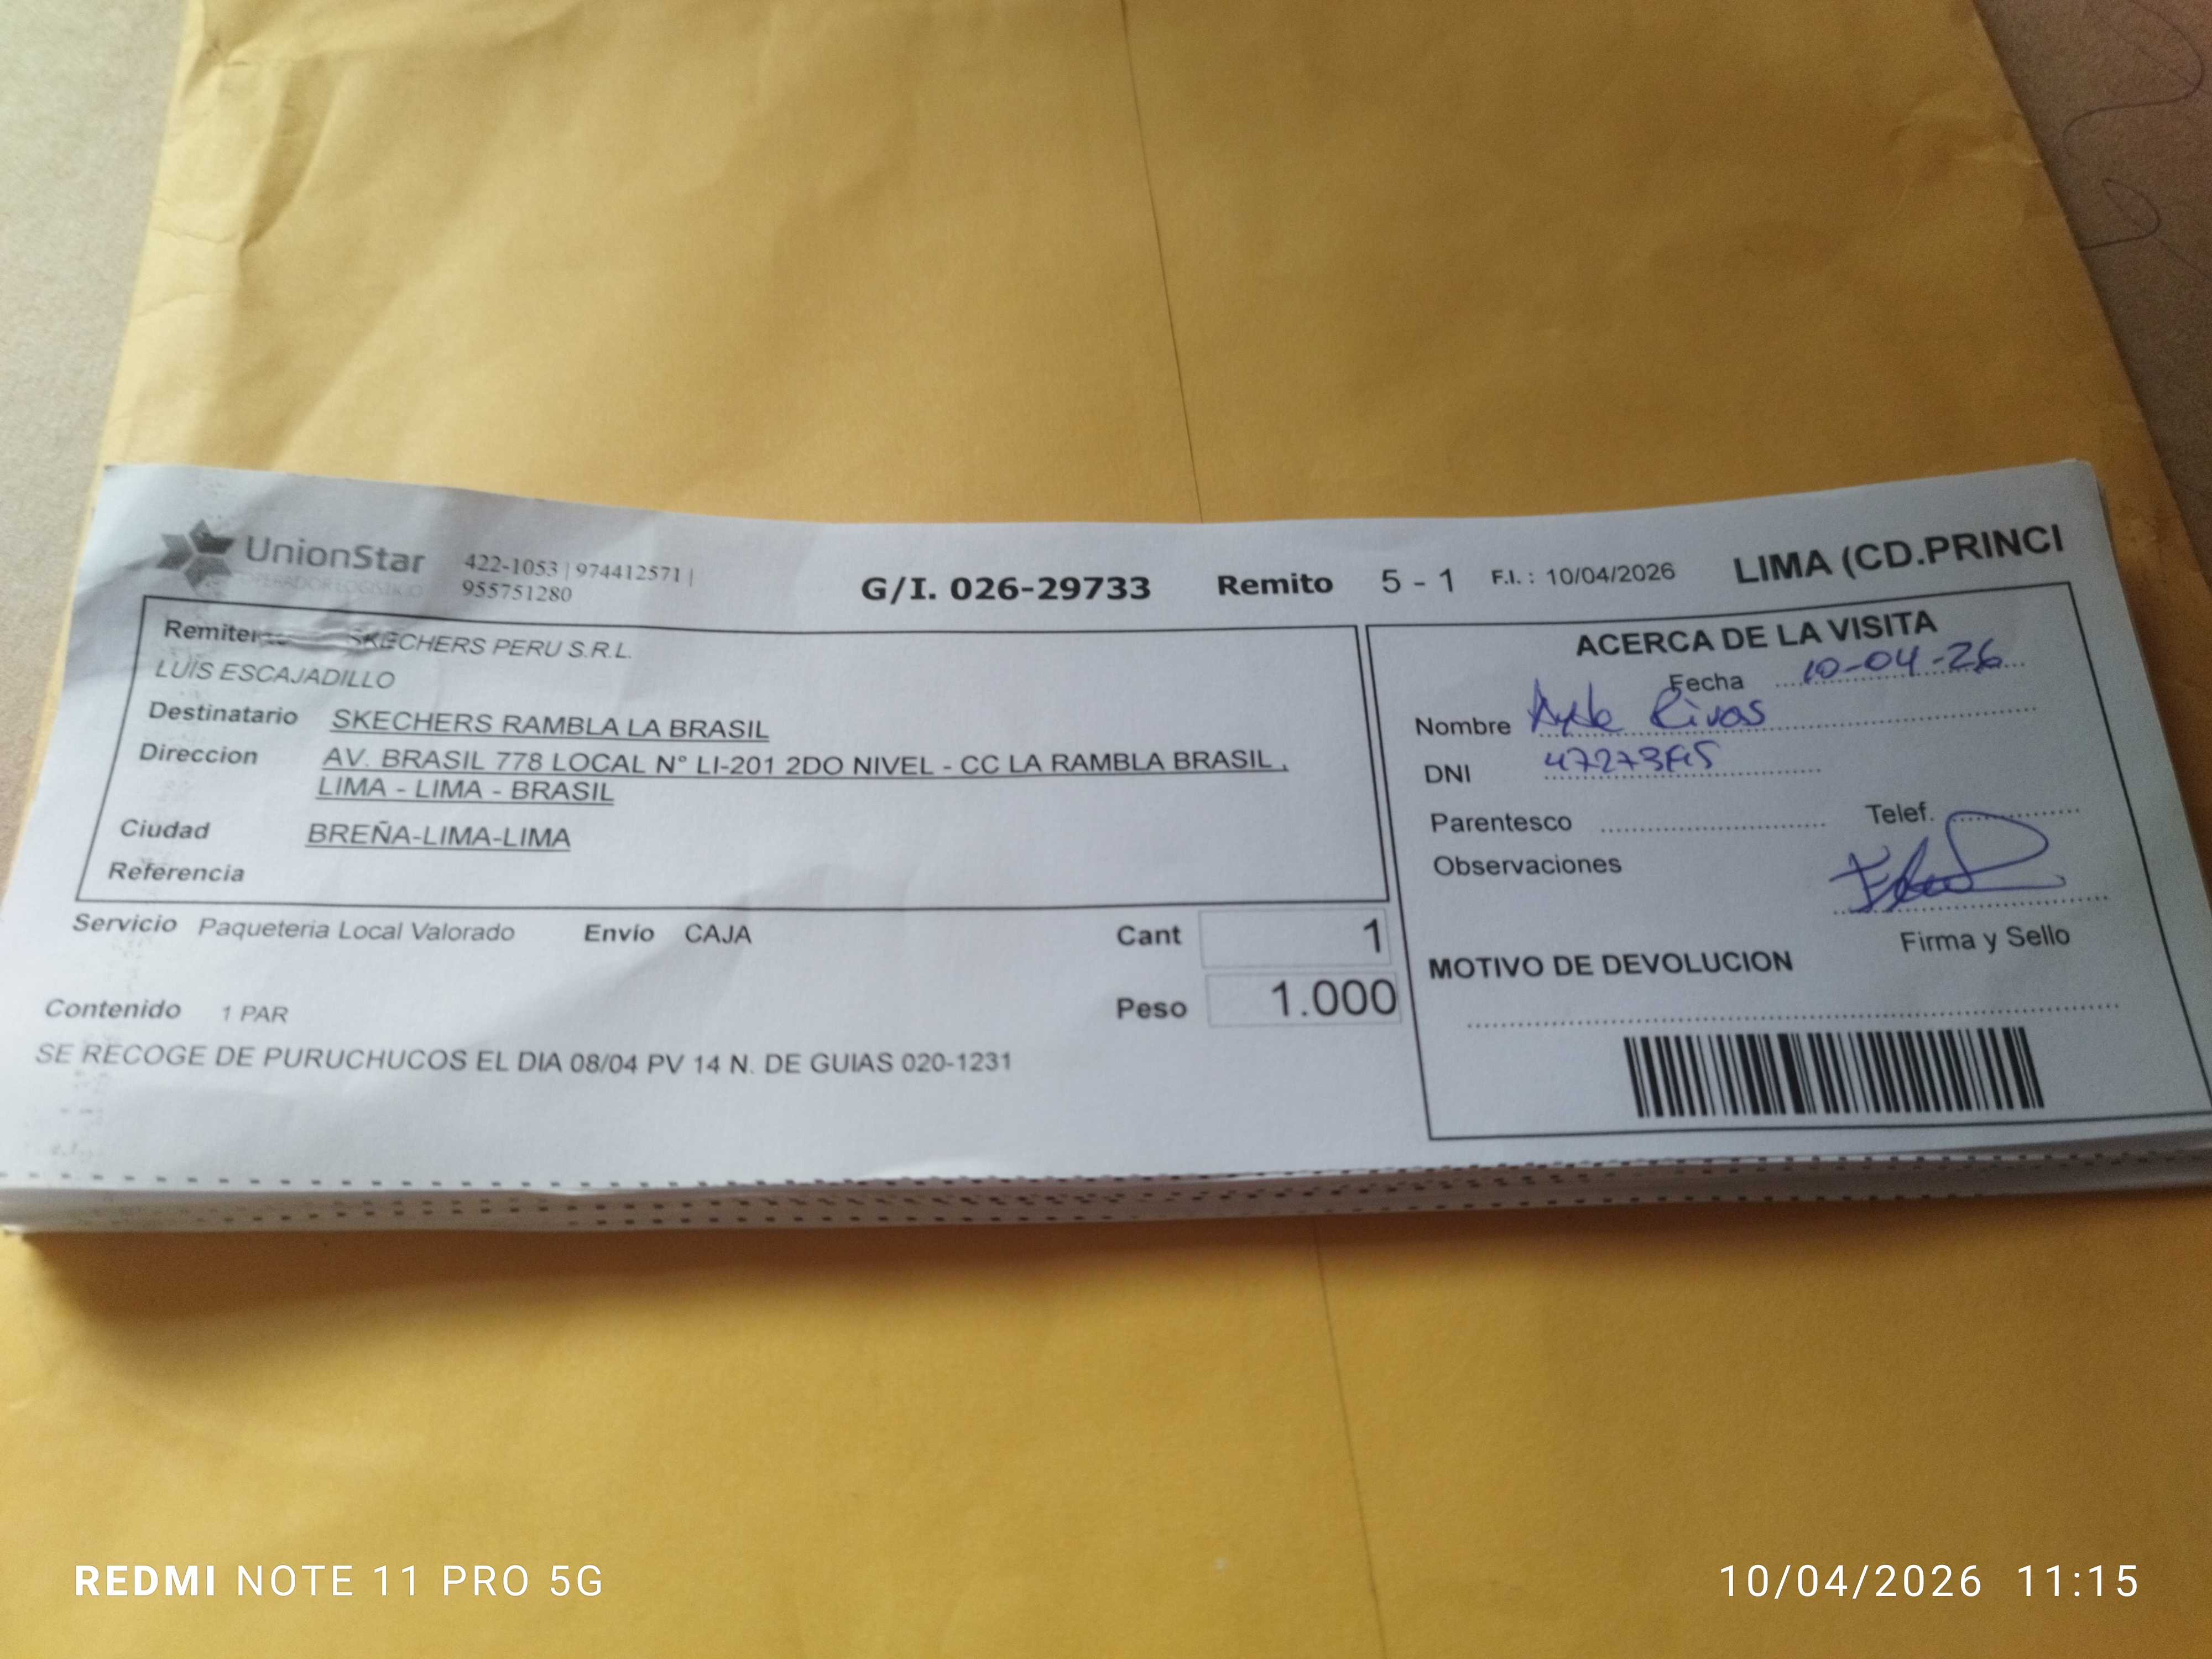 UnionStar
OPERADOR LOGISTICO
422-1053 | 974412571 |
955751280
G/I. 026-29733 Remito 5 - 1 F.I. : 10/04/2026 LIMA (CD.PRINCI
SKECHERS PERU S.R.L.
LUIS ESCAJADILLO
Destinatario SKECHERS RAMBLA LA BRASIL
Direccion AV. BRASIL 778 LOCAL N° LI-201 2DO NIVEL - CC LA RAMBLA BRASIL ,
LIMA - LIMA - BRASIL
Ciudad BREÑA-LIMA-LIMA
Referencia
Servicio Paqueteria Local Valorado Envío CAJA Cant 1
Contenido 1 PAR Peso 1.000
SE RECOGE DE PURUCHUCOS EL DIA 08/04 PV 14 N. DE GUIAS 020-1231
ACERCA DE LA VISITA
Fecha 10-04-26
Nombre Rivas
DNI
Parentesco Telef.
Observaciones
Firma y Sello
MOTIVO DE DEVOLUCION
REDMI NOTE 11 PRO 5G
10/04/2026 11:15